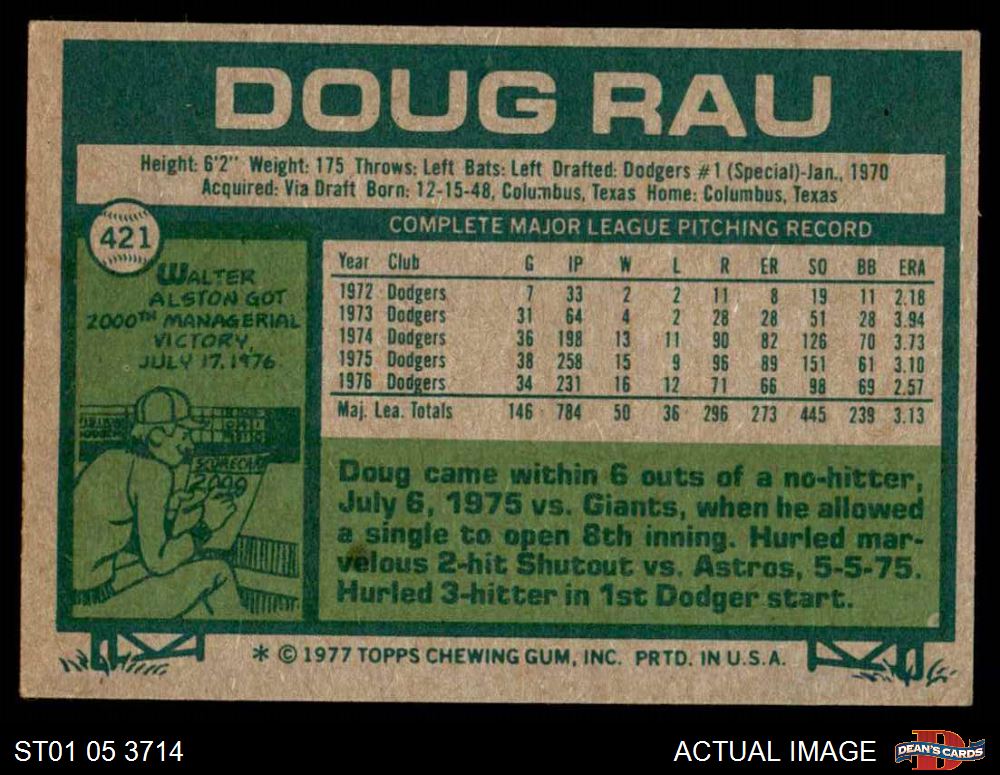 DOUG RAU
Height: 6'2" Weight: 175 Throws: Left Bats: Left Drafted: Dodgers #1 (Special)-Jan., 1970
Acquired: Via Draft Born: 12-15-48, Columbus, Texas Home: Columbus, Texas
421
WALTER
ALSTON GOT
2000TH MANAGERIAL
VICTORY,
JULY 17, 1976
SCORECARD
2000
COMPLETE MAJOR LEAGUE PITCHING RECORD
Year Club G IP W L R ER SO BB ERA
1972 Dodgers 7 33 2 2 11 8 19 11 2.18
1973 Dodgers 31 64 4 2 28 28 51 28 3.94
1974 Dodgers 36 198 13 11 90 82 126 70 3.73
1975 Dodgers 38 258 15 9 96 89 151 61 3.10
1976 Dodgers 34 231 16 12 71 66 98 69 2.57
Maj. Lea. Totals 146 784 50 36 296 273 445 239 3.13
Doug came within 6 outs of a no-hitter,
July 6, 1975 vs. Giants, when he allowed
a single to open 8th inning. Hurled mar-
velous 2-hit Shutout vs. Astros, 5-5-75.
Hurled 3-hitter in 1st Dodger start.
* © 1977 TOPPS CHEWING GUM, INC. PRTD. IN U.S.A.
ST01 05 3714
ACTUAL IMAGE
DEAN'S CARDS